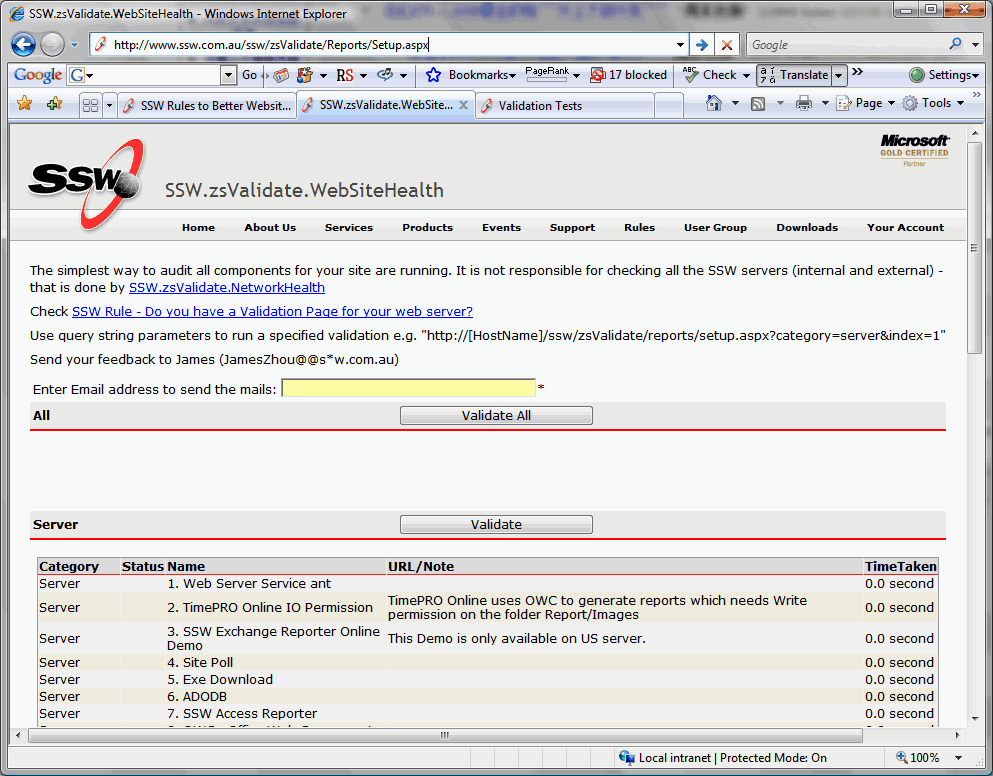 SSW.zsValidate.WebSiteHealth - Windows Internet Explorer
http://www.ssw.com.au/ssw/zsValidate/Reports/Setup.aspx
Google
Google Go RS Bookmarks PageRank 17 blocked ABC Check Translate Settings
SSW Rules to Better Websit... SSW.zsValidate.WebSite... Validation Tests Page Tools
SSW
SSW.zsValidate.WebSiteHealth
Microsoft
GOLD CERTIFIED
Partner
Home About Us Services Products Events Support Rules User Group Downloads Your Account
The simplest way to audit all components for your site are running. It is not responsible for checking all the SSW servers (internal and external) -
that is done by SSW.zsValidate.NetworkHealth
Check SSW Rule - Do you have a Validation Page for your web server?
Use query string parameters to run a specified validation e.g. "http://[HostName]/ssw/zsValidate/reports/setup.aspx?category=server&index=1"
Send your feedback to James (JamesZhou@@s*w.com.au)
Enter Email address to send the mails: *
All Validate All
Server Validate
Category Status Name URL/Note TimeTaken
Server 1. Web Server Service ant 0.0 second
Server 2. TimePRO Online IO Permission TimePRO Online uses OWC to generate reports which needs Write permission on the folder Report/Images 0.0 second
Server 3. SSW Exchange Reporter Online Demo This Demo is only available on US server. 0.0 second
Server 4. Site Poll 0.0 second
Server 5. Exe Download 0.0 second
Server 6. ADODB 0.0 second
Server 7. SSW Access Reporter 0.0 second
Local intranet | Protected Mode: On 100%